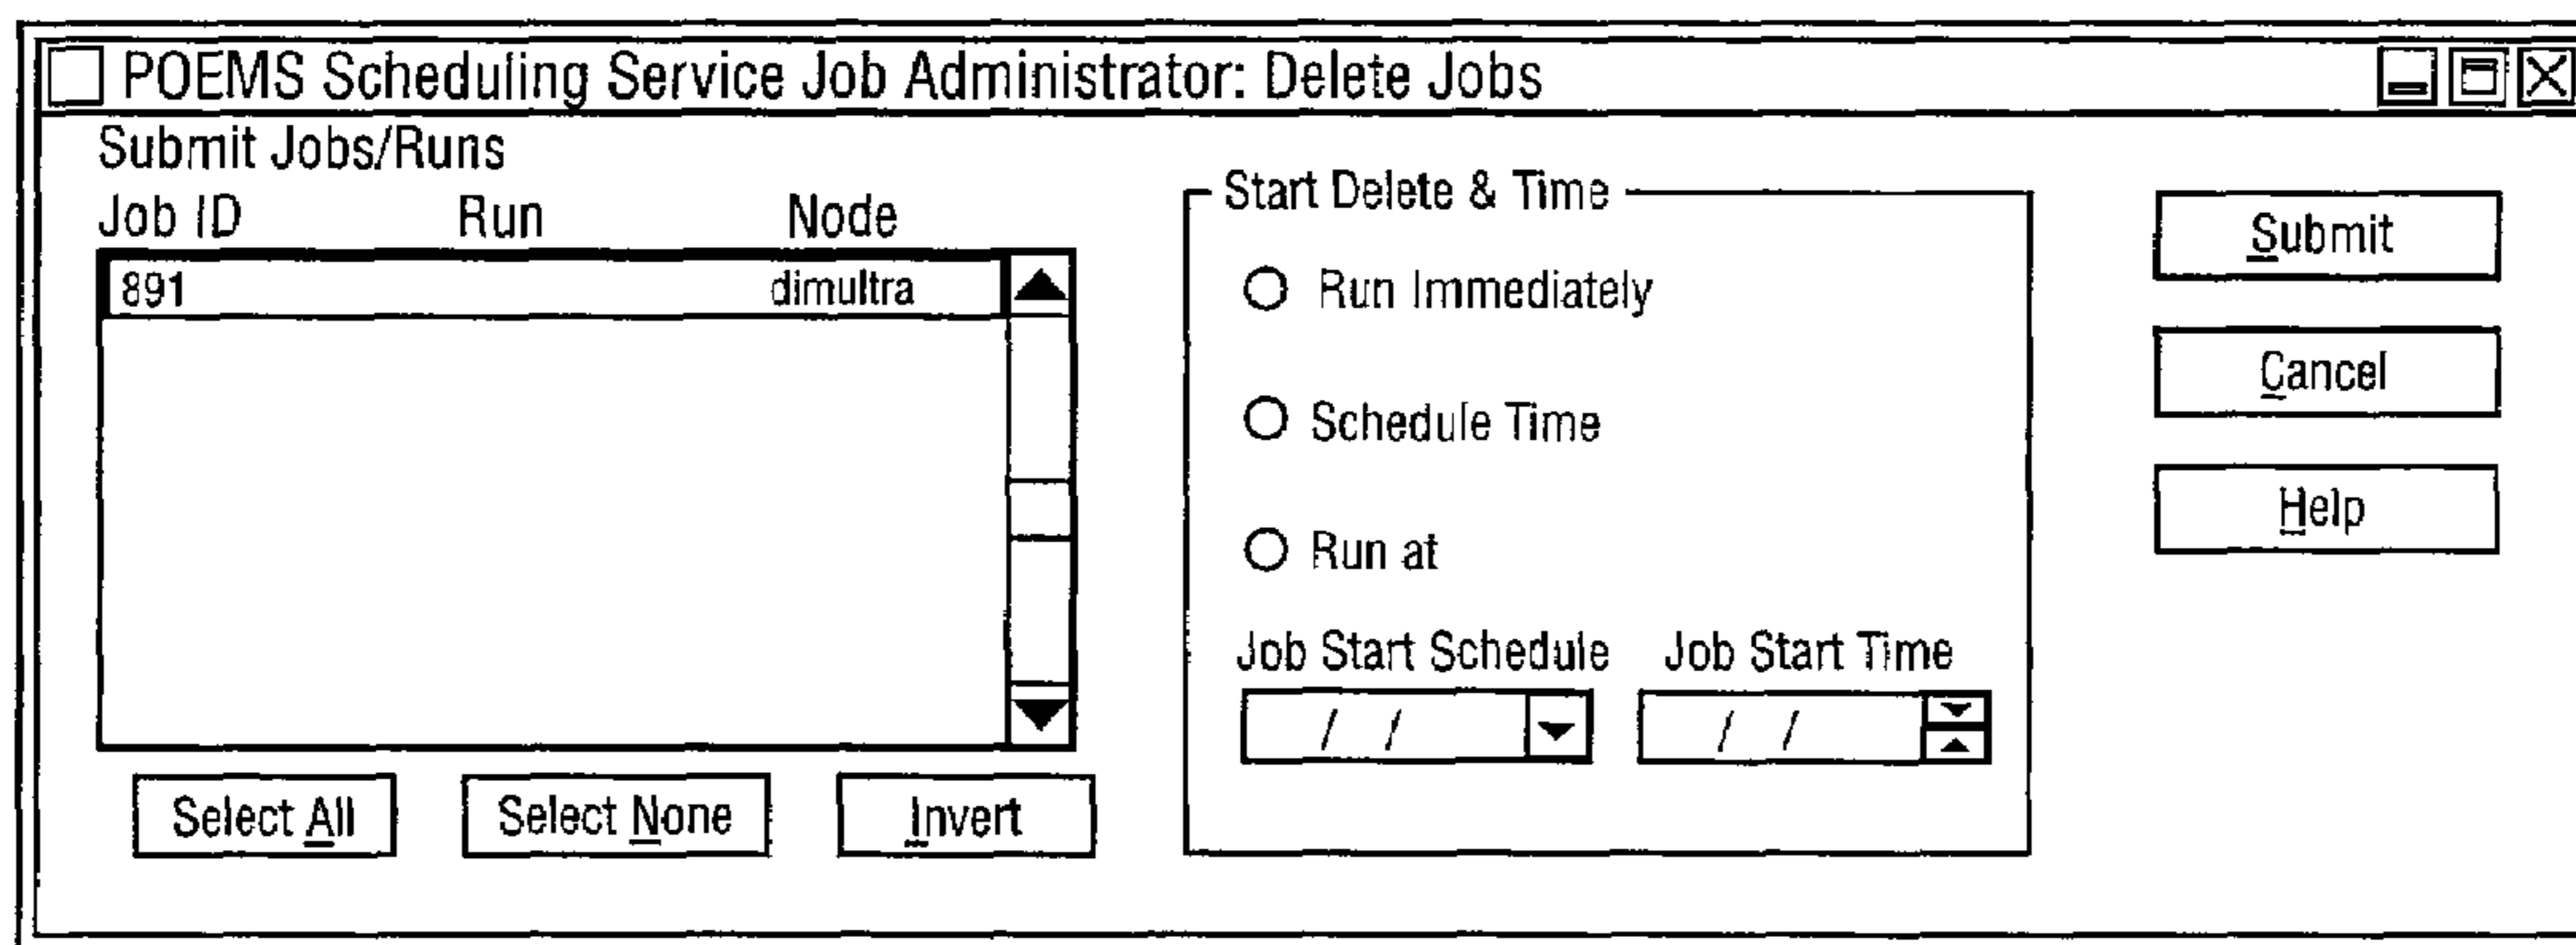 POEMS Scheduling Service Job Administrator: Delete Jobs
Submit Jobs/Runs
Job ID Run Node
891 dimultra
Select All Select None Invert
Start Delete & Time
Run Immediately
Schedule Time
Run at
Job Start Schedule Job Start Time
/ / / /
Submit
Cancel
Help